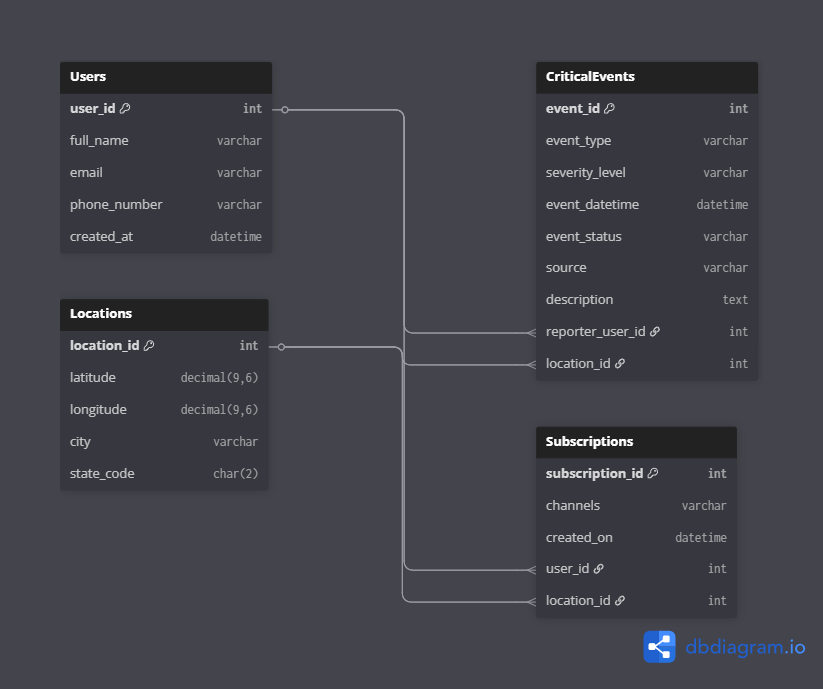 Users
user_id int
full_name varchar
email varchar
phone_number varchar
created_at datetime
Locations
location_id int
latitude decimal(9,6)
longitude decimal(9,6)
city varchar
state_code char(2)
CriticalEvents
event_id int
event_type varchar
severity_level varchar
event_datetime datetime
event_status varchar
source varchar
description text
reporter_user_id int
location_id int
Subscriptions
subscription_id int
channels varchar
created_on datetime
user_id int
location_id int
dbdiagram.io